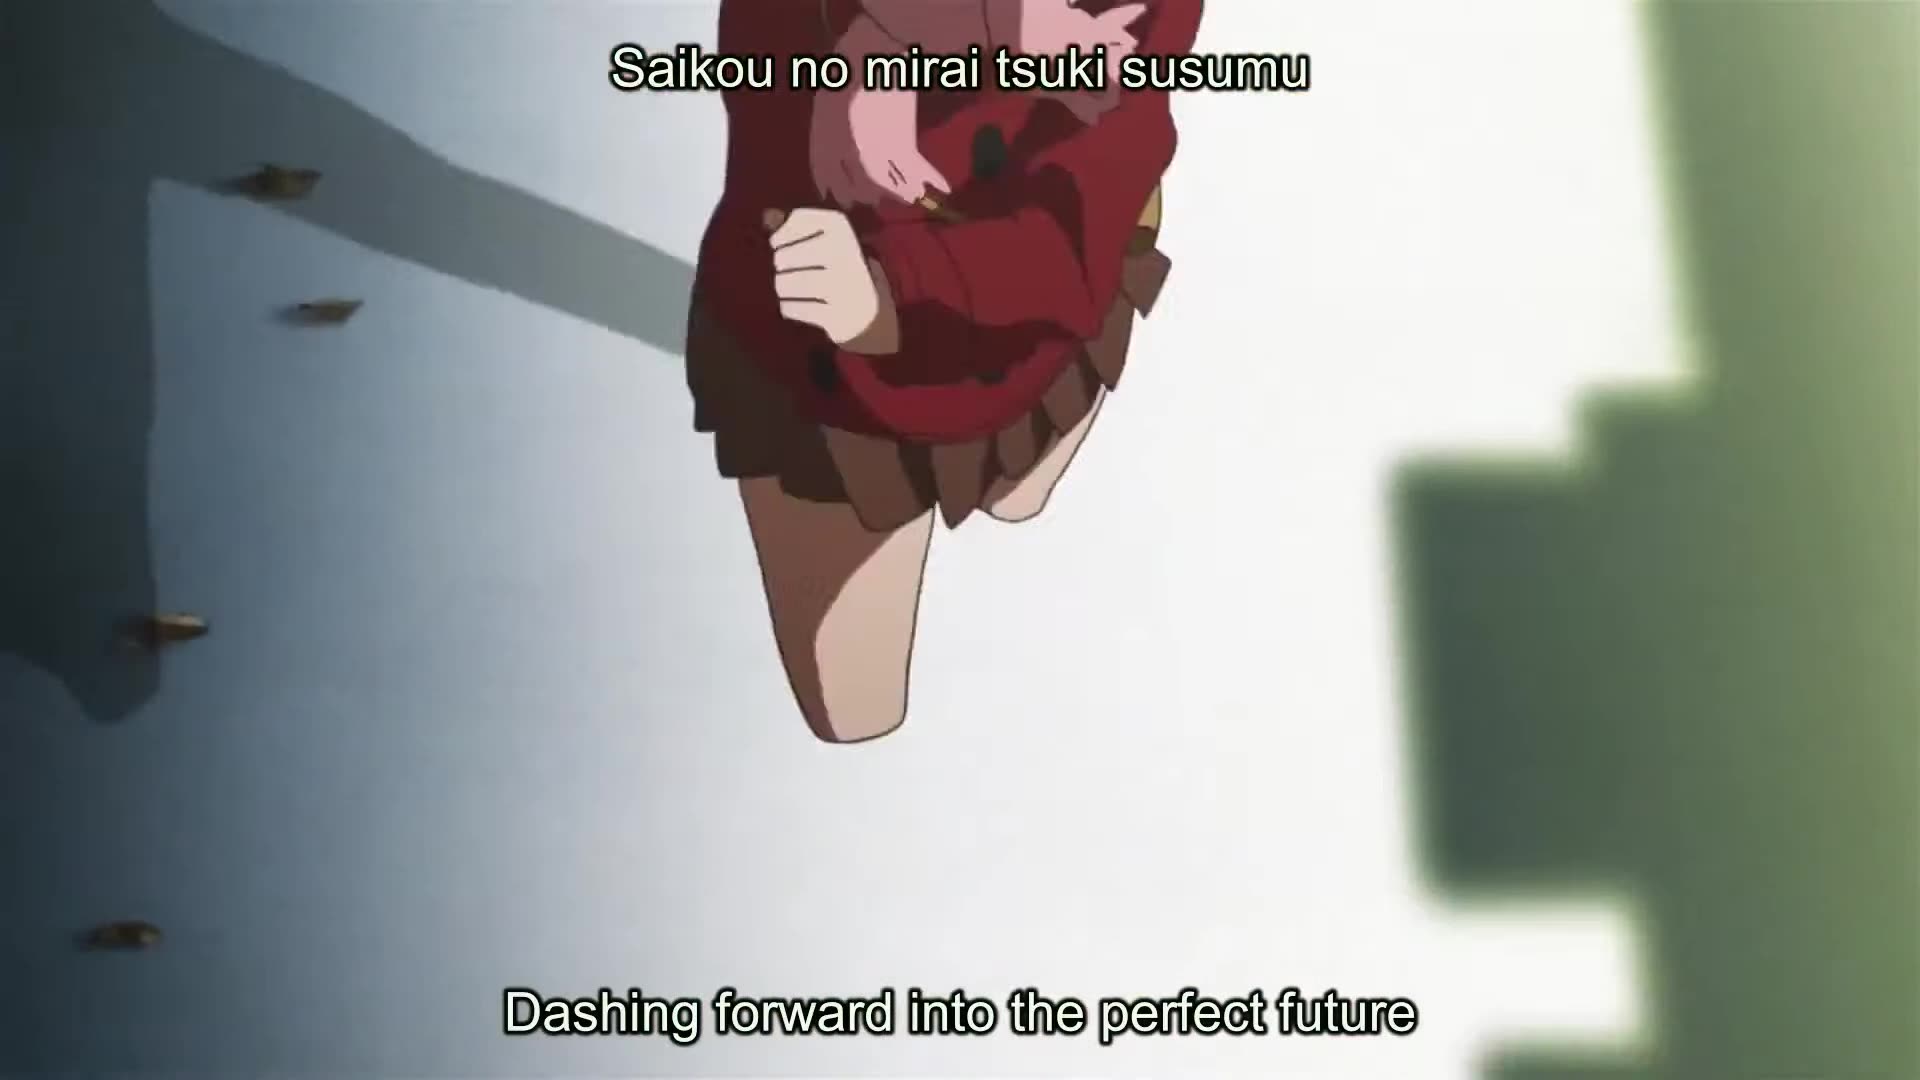 Saikou no mirai tsuki susumu
Dashing forward into the perfect future